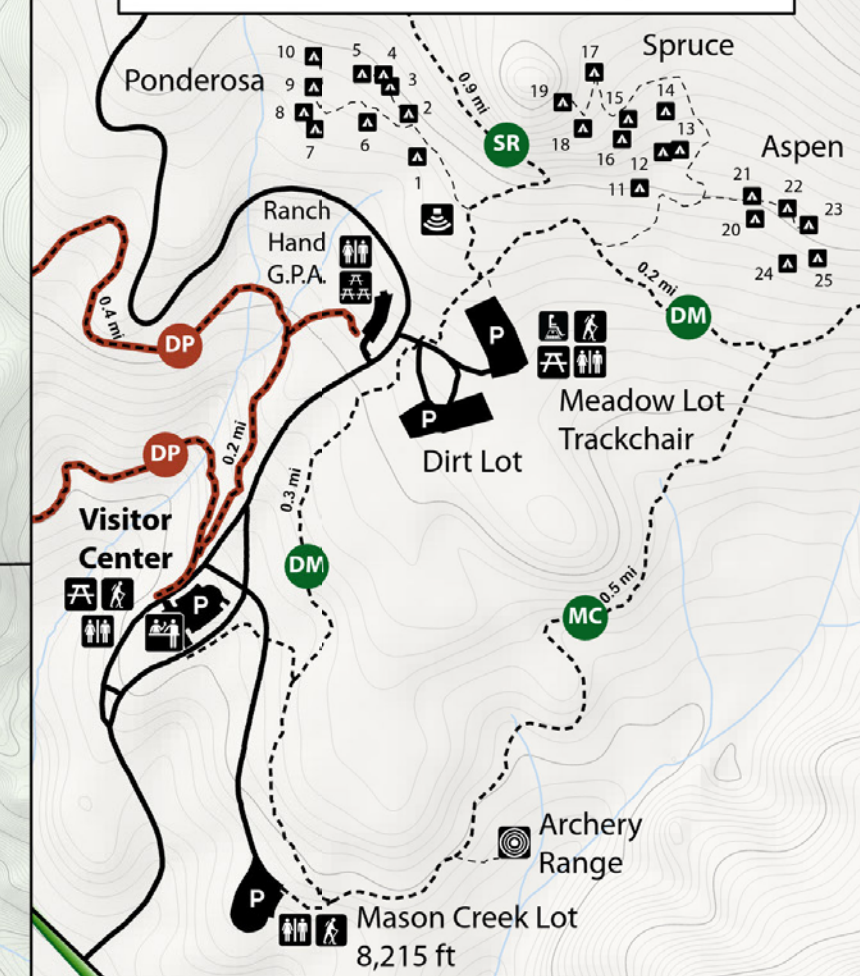 Spruce
17
10
5
4
Ponderosa
9
3
0.9 mi
19
15
14
8
2
SR
13
18
7
6
16
12
Aspen
1
11
21
22
23
Ranch
Hand
G.P.A.
20
24
25
0.2 mi
DM
0.4 mi
DP
P
Meadow Lot
Trackchair
P
Dirt Lot
DP
0.2 mi
0.3 mi
Visitor
Center
DM
0.5 mi
P
MC
Archery
Range
P
Mason Creek Lot
8,215 ft